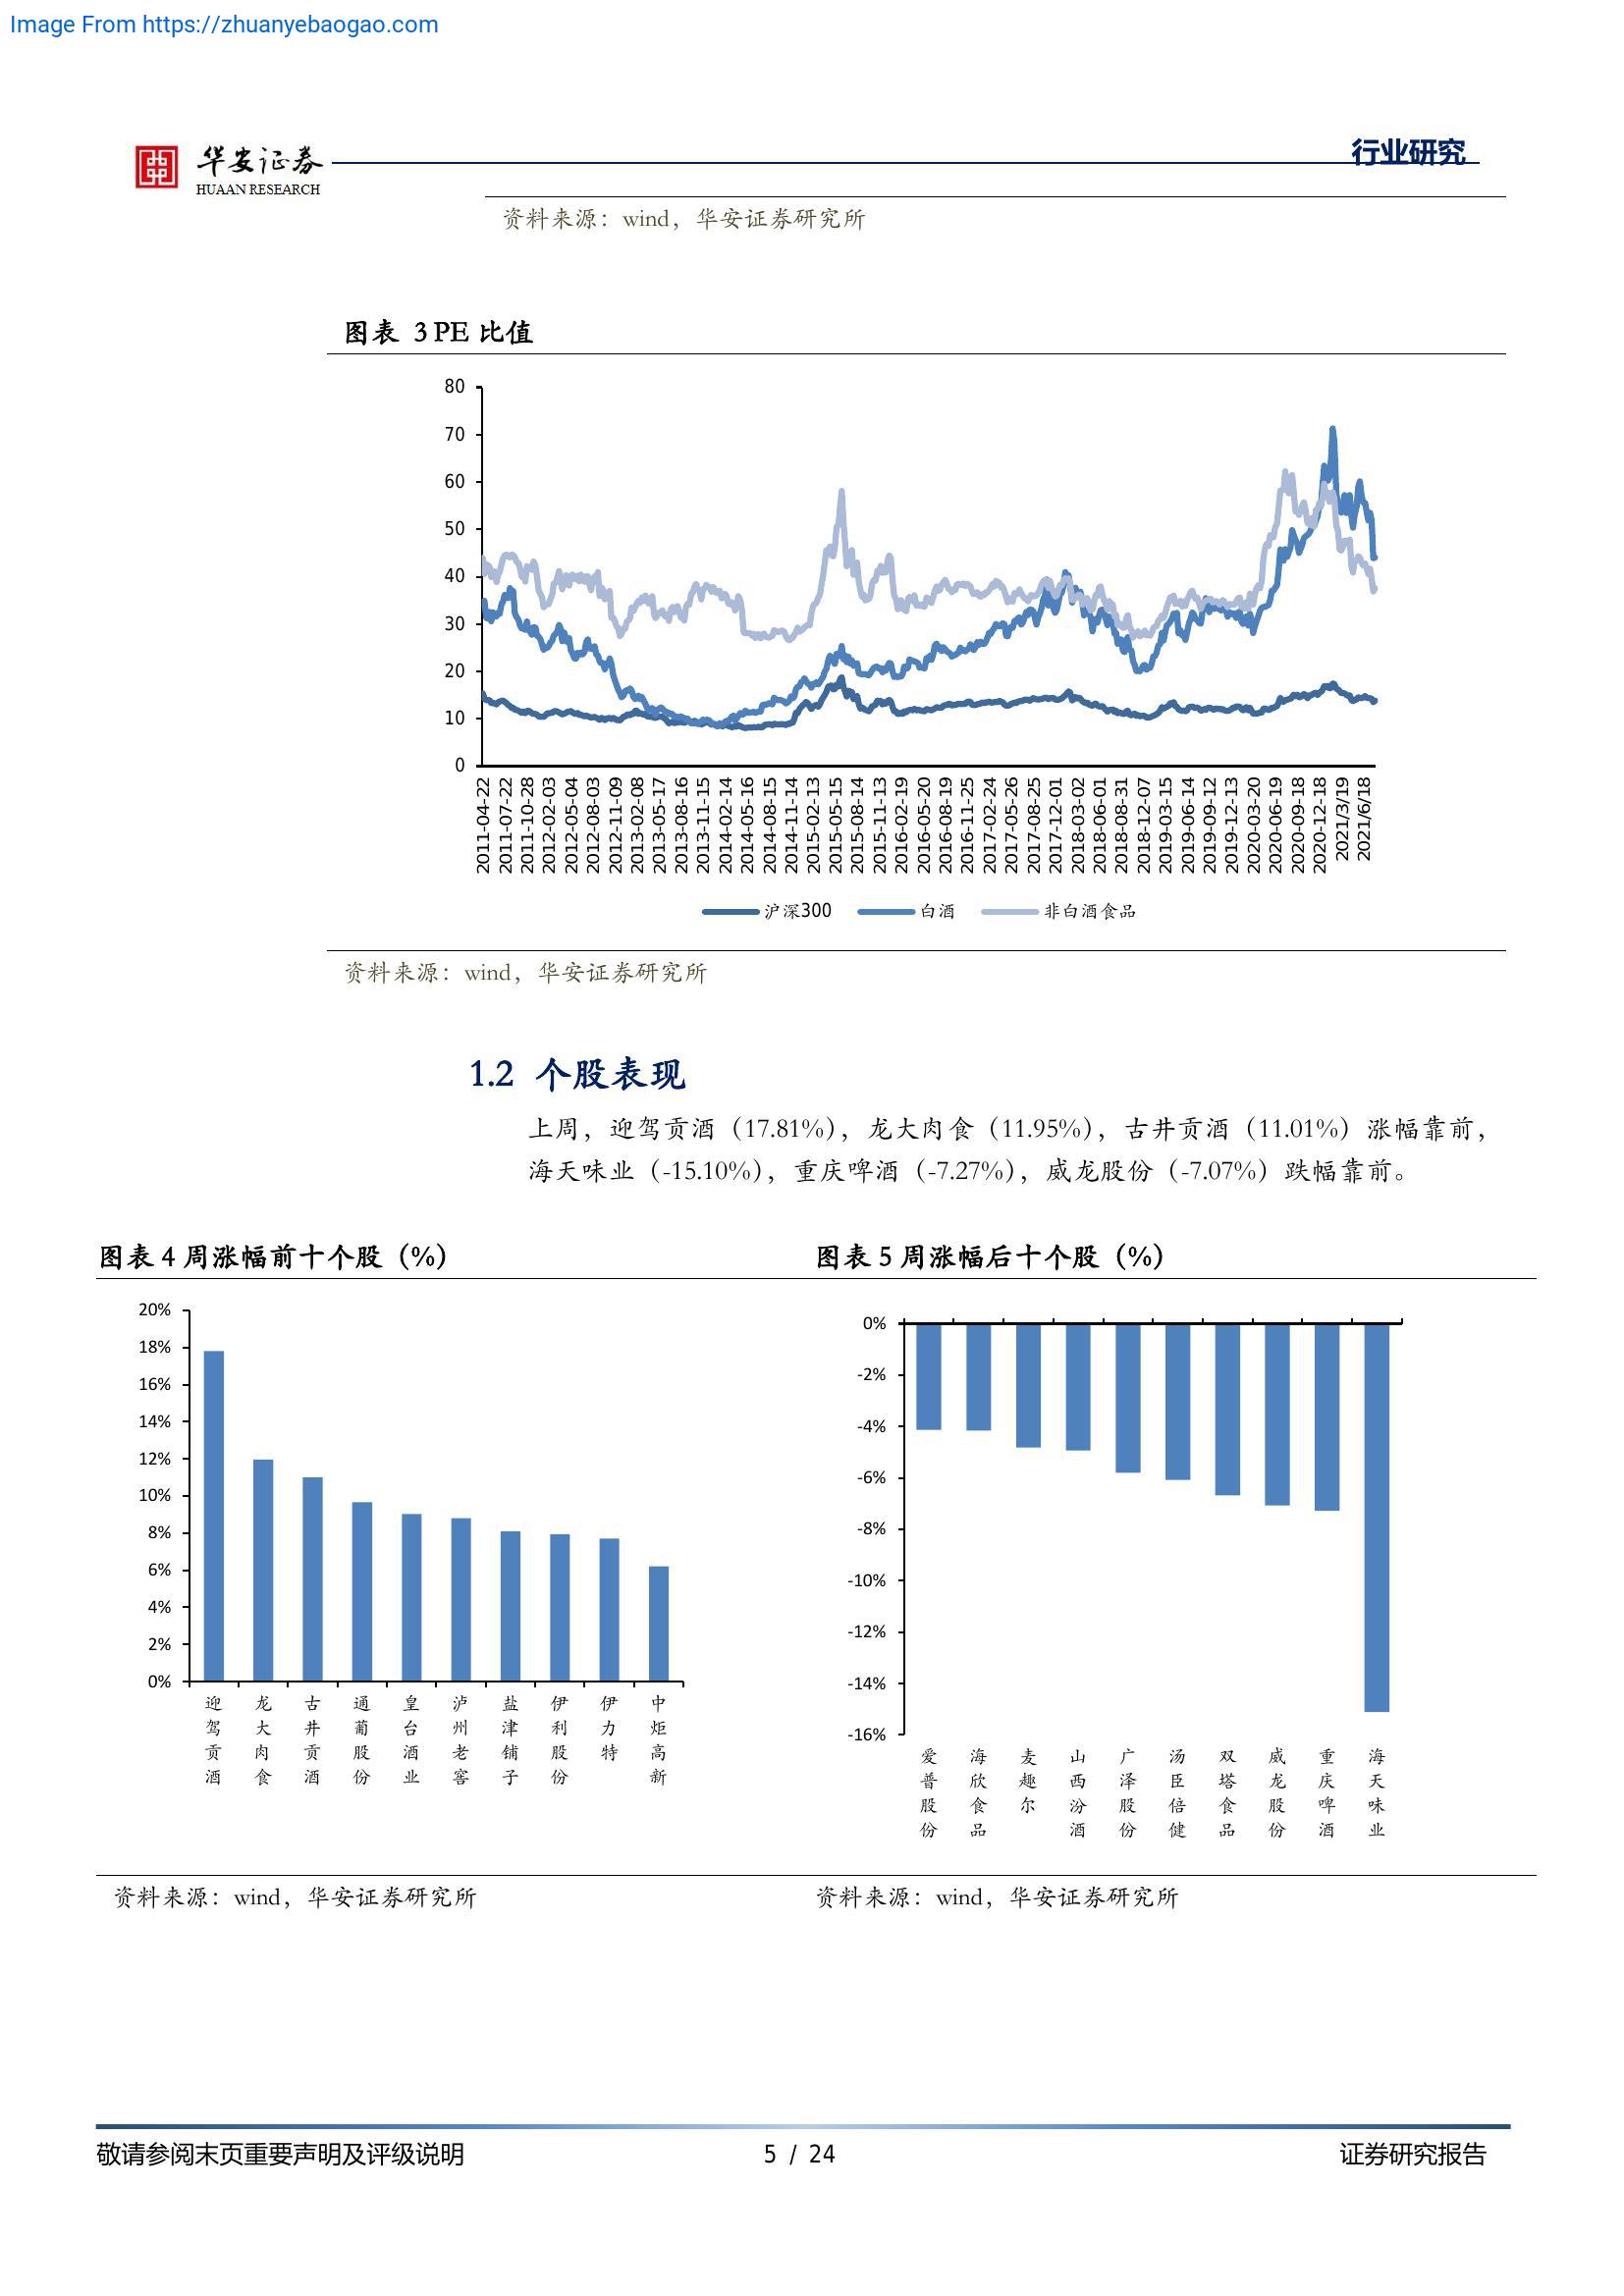 Image From https://zhuanyebaogao.com
华安证券
HUAAN RESEARCH
行业研究
资料来源：wind，华安证券研究所
图表 3 PE 比值
80
70
60
50
40
30
20
10
0
2011-04-22
2011-07-22
2011-10-28
2012-02-03
2012-05-04
2012-08-03
2012-11-09
2013-02-08
2013-05-17
2013-08-16
2013-11-15
2014-02-14
2014-05-16
2014-08-15
2014-11-14
2015-02-13
2015-05-15
2015-08-14
2015-11-13
2016-02-19
2016-05-20
2016-08-19
2016-11-25
2017-02-24
2017-05-26
2017-08-25
2017-12-01
2018-03-02
2018-06-01
2018-08-31
2018-12-07
2019-03-15
2019-06-14
2019-09-12
2019-12-13
2020-03-20
2020-06-19
2020-09-18
2020-12-18
2021/3/19
2021/6/18
沪深300 白酒 非白酒食品
资料来源：wind，华安证券研究所
1.2 个股表现
上周，迎驾贡酒（17.81%），龙大肉食（11.95%），古井贡酒（11.01%）涨幅靠前，
海天味业（-15.10%），重庆啤酒（-7.27%），威龙股份（-7.07%）跌幅靠前。
图表 4 周涨幅前十个股（%）
20%
18%
16%
14%
12%
10%
8%
6%
4%
2%
0%
迎驾贡酒
龙大肉食
古井贡酒
通葡股份
皇台酒业
泸州老窖
盐津铺子
伊利股份
伊力特
中炬高新
资料来源：wind，华安证券研究所
图表 5 周涨幅后十个股（%）
0%
-2%
-4%
-6%
-8%
-10%
-12%
-14%
-16%
爱普股份
海欣食品
麦趣尔
山西汾酒
广泽股份
汤臣倍健
双塔食品
威龙股份
重庆啤酒
海天味业
资料来源：wind，华安证券研究所
敬请参阅末页重要声明及评级说明
5 / 24
证券研究报告